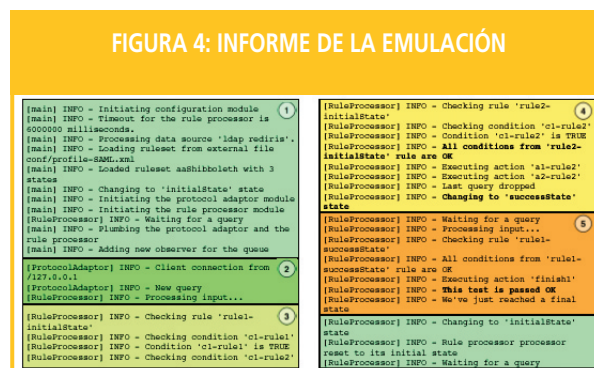 FIGURA 4: INFORME DE LA EMULACIÓN
[main] INFO - Initiating configuration module
1
[main] INFO - Timeout for the rule processor is
6000000 milliseconds.
[main] INFO - Processing data source 'ldap rediris'.
[main] INFO - Loading ruleset from external file
conf/profile-SAML.xml
[main] INFO - Loaded ruleset aaShibboleth with 3
states
[main] INFO - Changing to 'initialState' state
[main] INFO - Initiating the protocol adaptor module
[main] INFO - Initiating the rule processor module
[RuleProcessor] INFO - Waiting for a query
[main] INFO - Plumbing the protocol adaptor and the
rule processor
[main] INFO - Adding new observer for the queue
[ProtocolAdaptor] INFO - Client connection from
2
/127.0.0.1
[ProtocolAdaptor] INFO - New query
[RuleProcessor] INFO - Processing input...
[RuleProcessor] INFO - Checking rule 'rule1-
3
initialState'
[RuleProcessor] INFO - Checking condition 'c1-rule1'
[RuleProcessor] INFO - Condition 'c1-rule1' is TRUE
[RuleProcessor] INFO - Checking condition 'c1-rule2'
[RuleProcessor] INFO - Checking rule 'rule2-
4
initialState'
[RuleProcessor] INFO - Checking condition 'c1-rule2'
[RuleProcessor] INFO - Condition 'c1-rule2' is TRUE
[RuleProcessor] INFO - All conditions from 'rule2-
initialState' rule are OK
[RuleProcessor] INFO - Executing action 'a1-rule2'
[RuleProcessor] INFO - Executing action 'a2-rule2'
[RuleProcessor] INFO - Last query dropped
[RuleProcessor] INFO - Changing to 'successState'
state
[RuleProcessor] INFO - Waiting for a query
5
[RuleProcessor] INFO - Processing input...
[RuleProcessor] INFO - Checking rule 'rule1-
successState'
[RuleProcessor] INFO - All conditions from 'rule1-
successState' rule are OK
[RuleProcessor] INFO - Executing action 'finish1'
[RuleProcessor] INFO - This test is passed OK
[RuleProcessor] INFO - We've just reached a final
state
[RuleProcessor] INFO - Changing to 'initialState'
state
[RuleProcessor] INFO - Rule processor processor
reset to its initial state
[RuleProcessor] INFO - Waiting for a query